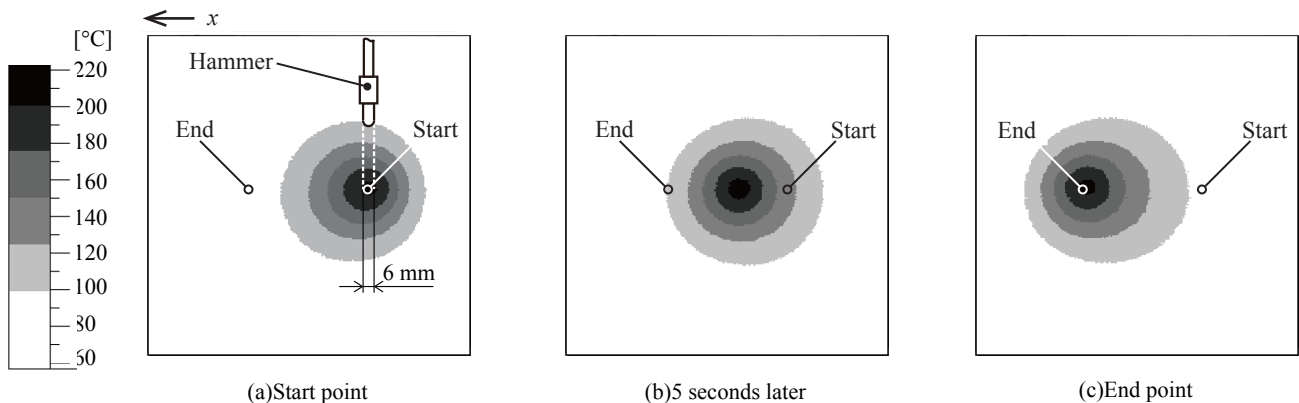 x
[°C]
220
200
180
160
140
120
100
80
60
Hammer
End
Start
6 mm
(a)Start point
End
Start
(b)5 seconds later
End
Start
(c)End point